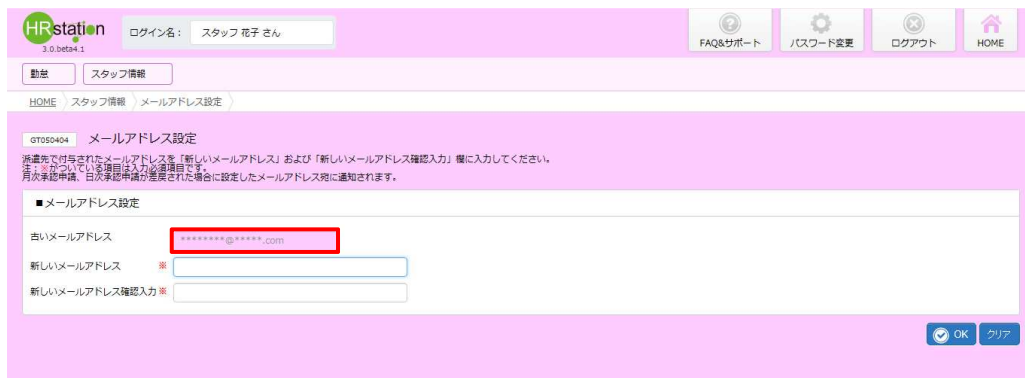 HRstation
3.0.beta4.1
ログイン名： スタッフ 花子 さん
FAQ&サポート パスワード変更 ログアウト HOME
勤怠 スタッフ情報
HOME スタッフ情報 メールアドレス設定
GT050404 メールアドレス設定
派遣先で付与されたメールアドレスを「新しいメールアドレス」および「新しいメールアドレス確認入力」欄に入力してください。
注：※がついている項目は入力必須項目です。
月次承認申請、日次承認申請が差戻された場合に設定したメールアドレス宛に通知されます。
■メールアドレス設定
古いメールアドレス ********@*****.com
新しいメールアドレス ※
新しいメールアドレス確認入力※
OK クリア